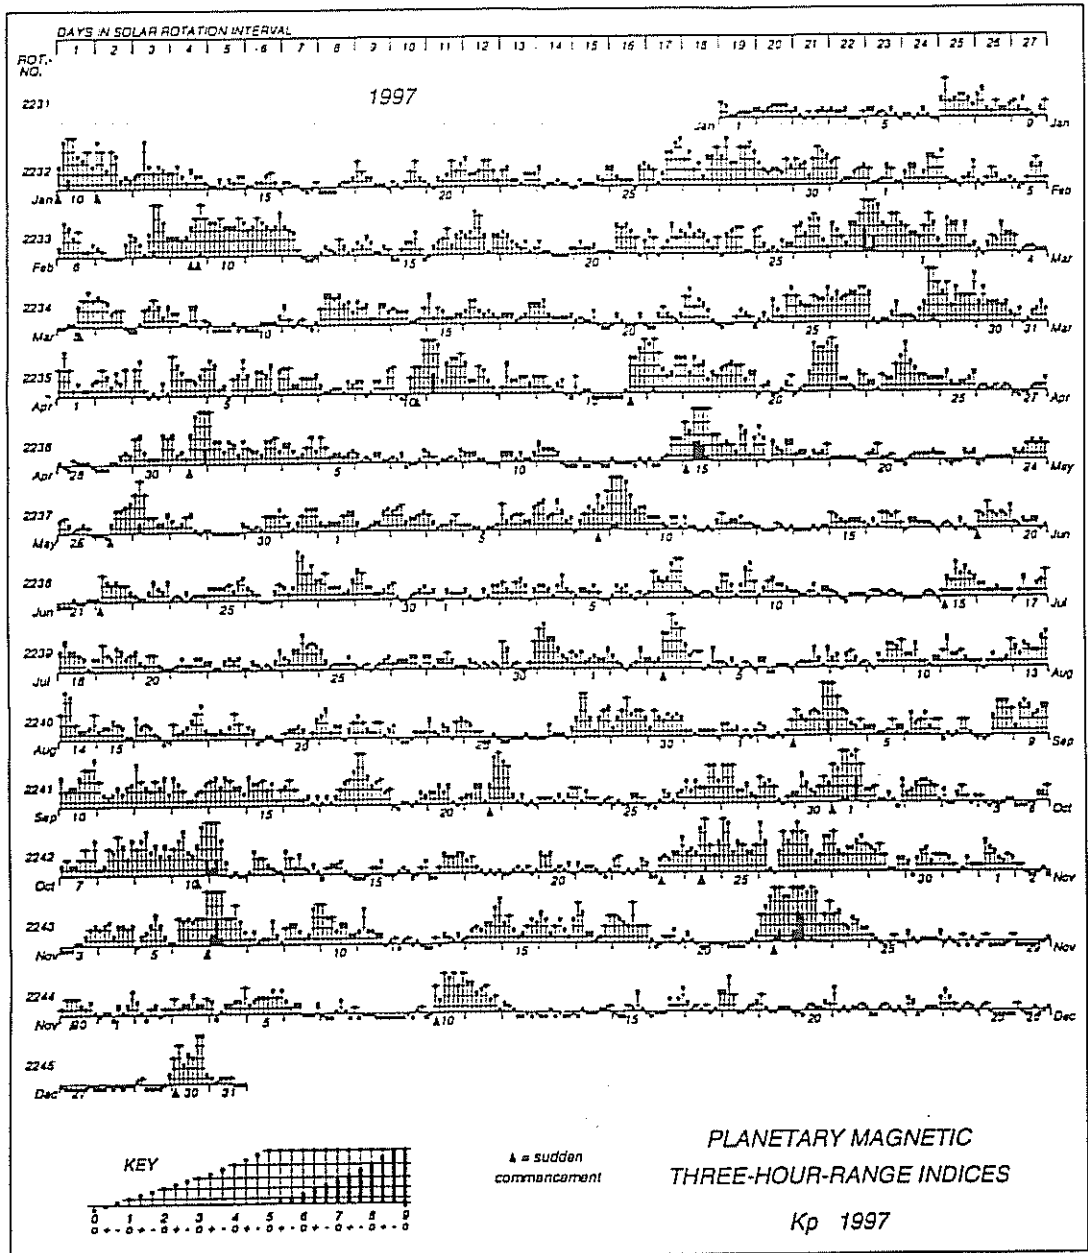 DAYS IN SOLAR ROTATION INTERVAL
1 2 3 4 5 6 7 8 9 10 11 12 13 14 15 16 17 18 19 20 21 22 23 24 25 26 27
ROT.-
NO.
1997
2231
Jan 1 5 9 Jan
2232
Jan 10 15 20 25 30 1 5 Feb
2233
Feb 6 10 15 20 25 1 4 Mar
2234
Mar 5 10 15 20 25 30 31 Mar
2235
Apr 1 5 10 15 20 25 27 Apr
2236
Apr 28 30 5 10 15 20 24 May
2237
May 25 30 1 5 10 15 20 Jun
2238
Jun 21 25 30 1 5 10 15 17 Jul
2239
Jul 18 20 25 30 1 5 10 13 Aug
2240
Aug 14 15 20 25 30 1 5 9 Sep
2241
Sep 10 15 20 25 30 1 5 6 Oct
2242
Oct 7 10 15 20 25 30 1 2 Nov
2243
Nov 3 5 10 15 20 25 29 Nov
2244
Nov 30 1 5 10 15 20 25 26 Dec
2245
Dec 27 30 31
KEY
0 1 2 3 4 5 6 7 8 9
o + - o + - o + - o + - o + - o + - o + - o + - o + - o
▲ = sudden
commancement
PLANETARY MAGNETIC
THREE-HOUR-RANGE INDICES
Kp 1997